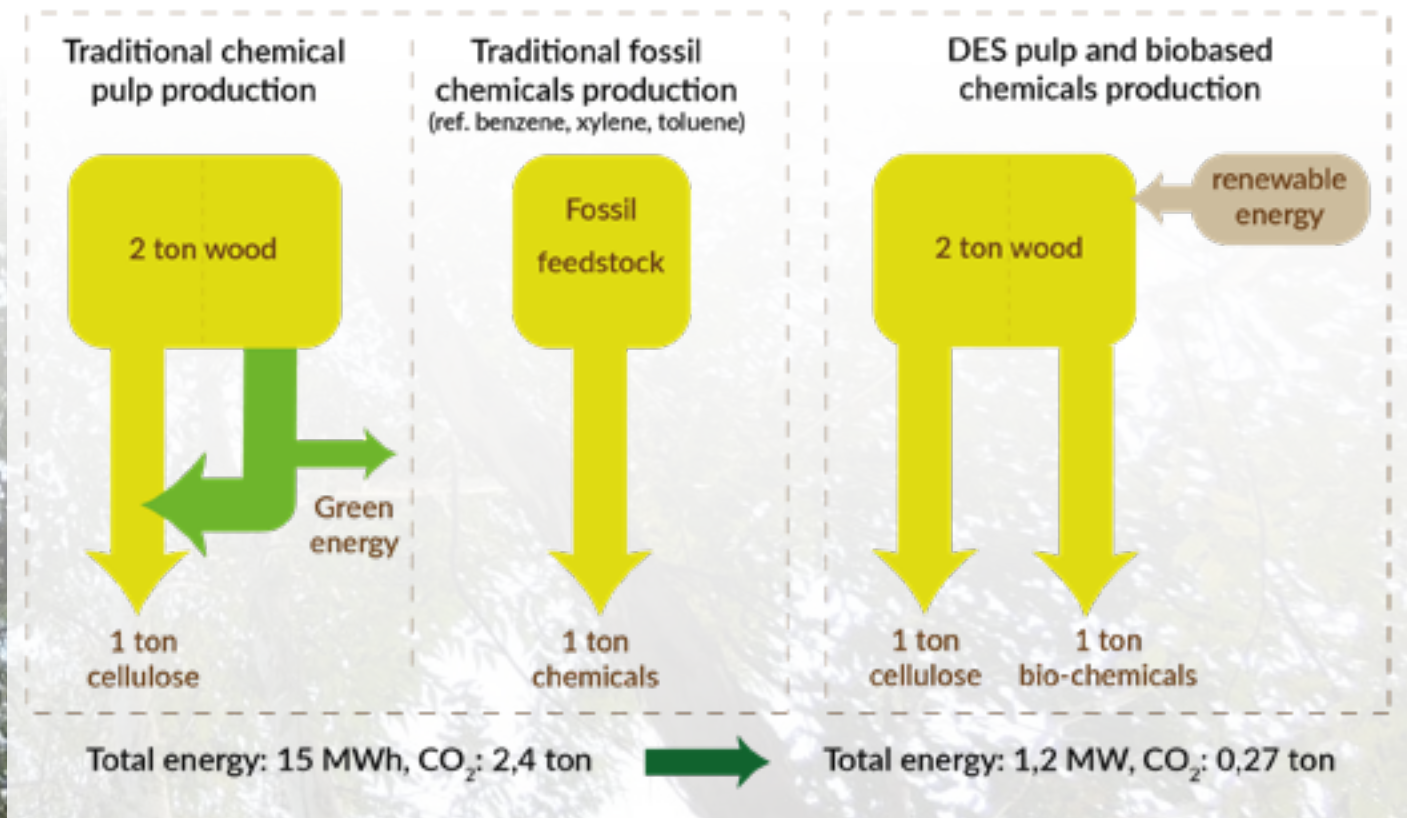 Traditional chemical
pulp production
Traditional fossil
chemicals production
(ref. benzene, xylene, toluene)
DES pulp and biobased
chemicals production
2 ton wood
Fossil
feedstock
2 ton wood
renewable
energy
Green
energy
1 ton
cellulose
1 ton
chemicals
1 ton
cellulose
1 ton
bio-chemicals
Total energy: 15 MWh, CO₂: 2,4 ton
Total energy: 1,2 MW, CO₂: 0,27 ton